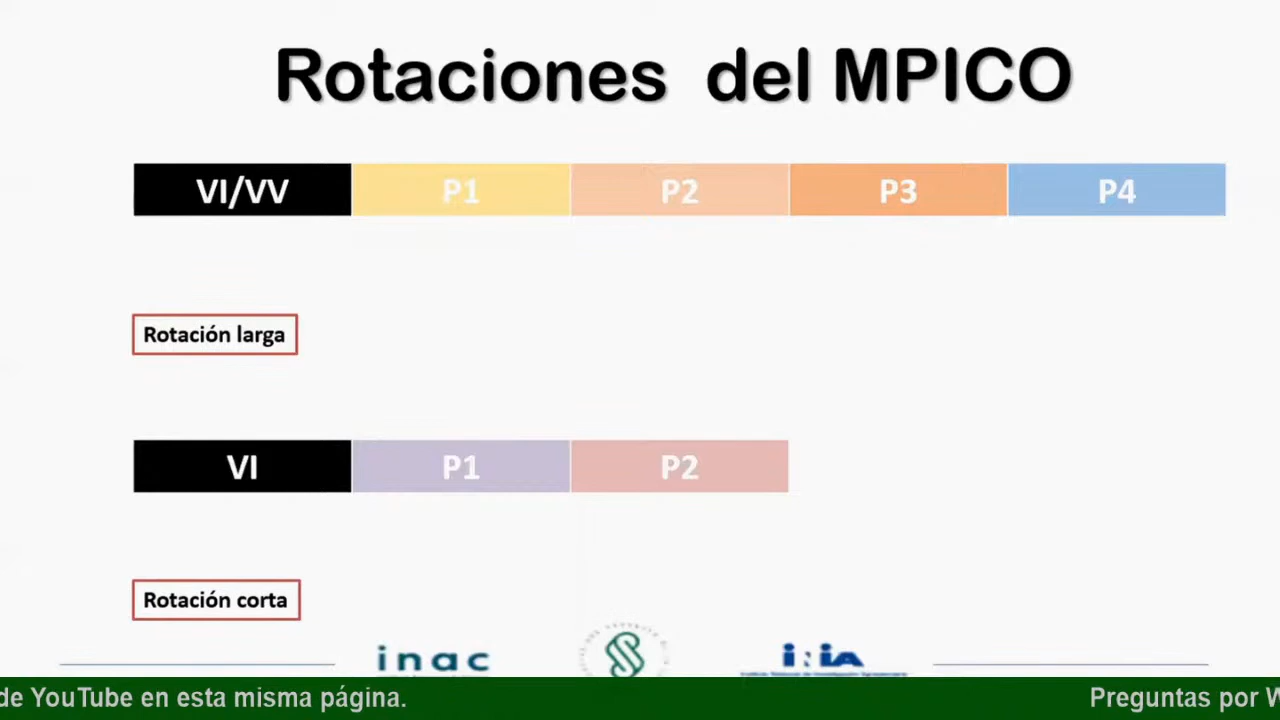 Rotaciones del MPICO
VI/VV P1 P2 P3 P4
Rotación larga
VI P1 P2
Rotación corta
inac
inia
de YouTube en esta misma página. Preguntas por W